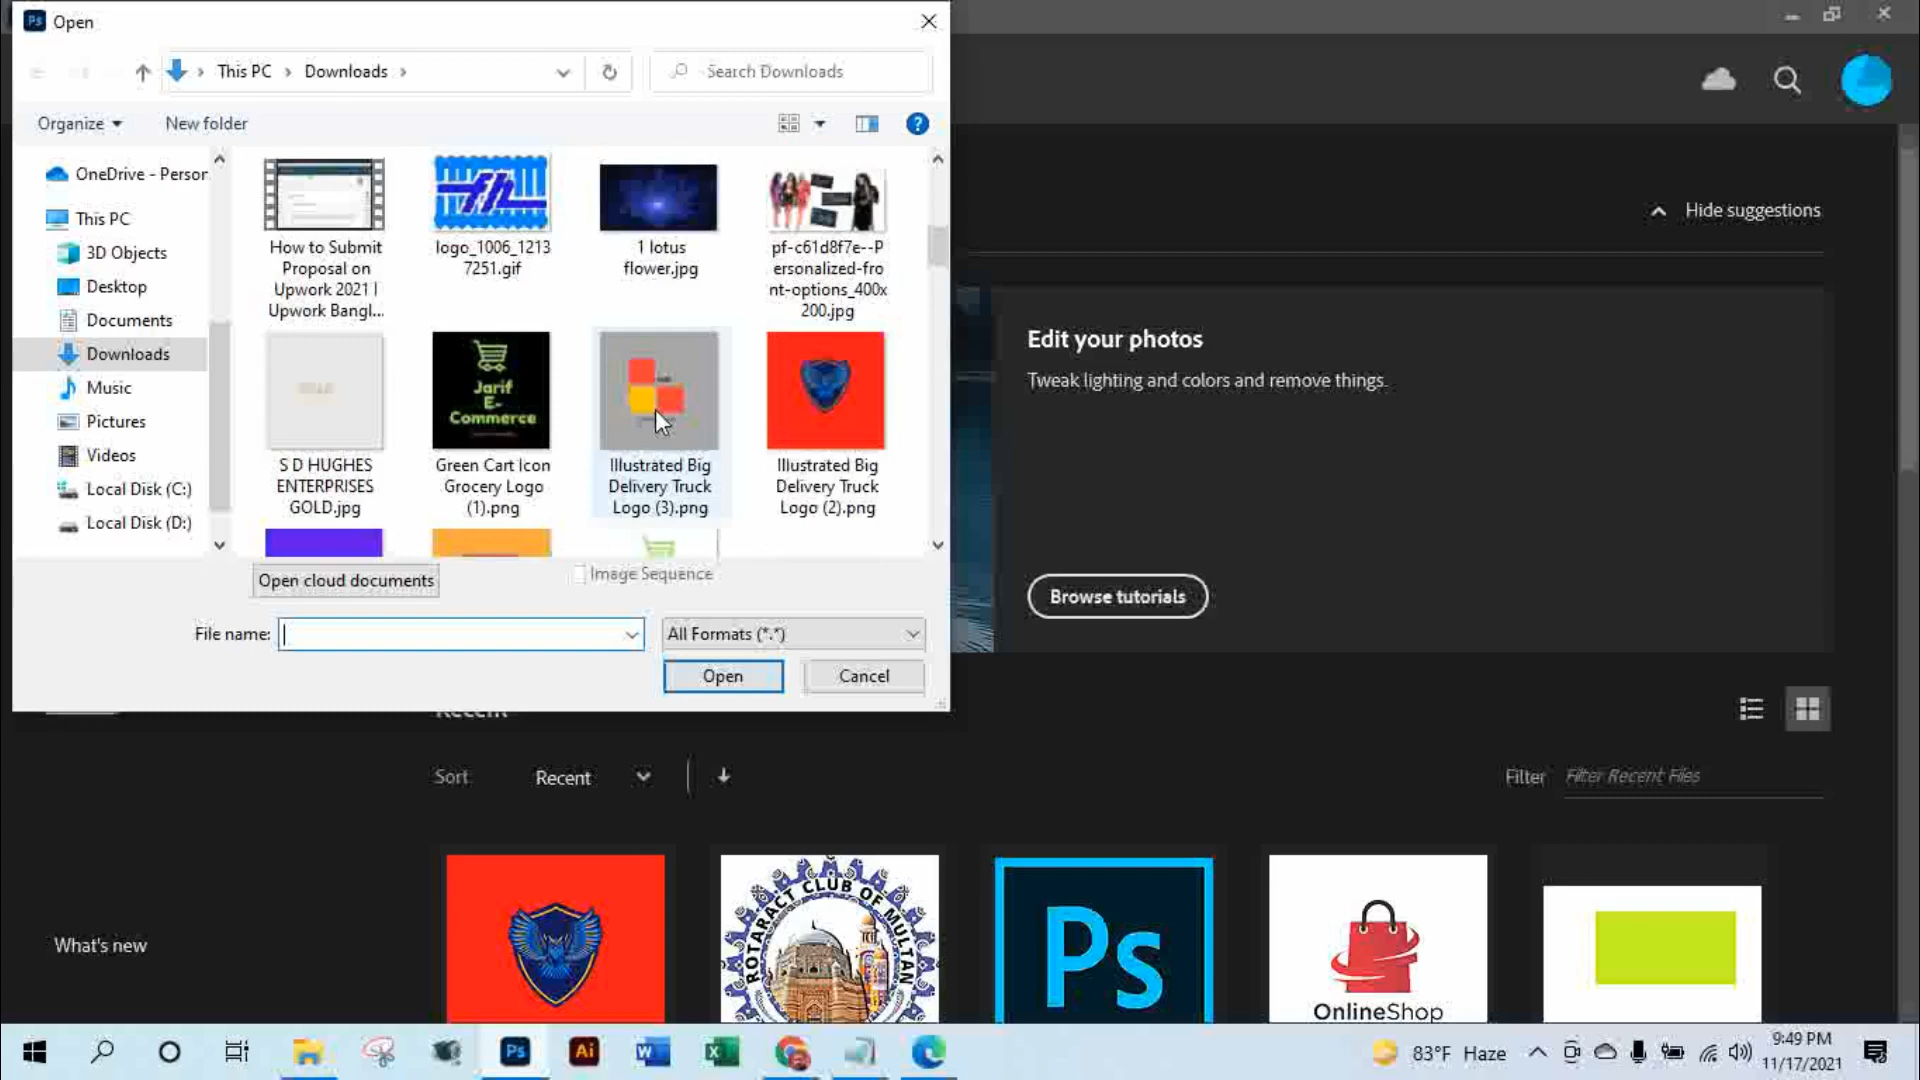 Open
This PC
Downloads
Search Downloads
Organize
New folder
OneDrive - Person
This PC
3D Objects
Desktop
Documents
Downloads
Music
Pictures
Videos
Local Disk (C:)
Local Disk (D:)
How to Submit
Proposal on
Upwork 2021 |
Upwork Bangl...
logo_1006_1213
7251.gif
1 lotus
flower.jpg
pf-c61d8f7e--P
ersonalized-fro
nt-options_400x
200.jpg
Jarif
E-
Commerce
S D HUGHES
ENTERPRISES
GOLD.jpg
Green Cart Icon
Grocery Logo
(1).png
Illustrated Big
Delivery Truck
Logo (3).png
Illustrated Big
Delivery Truck
Logo (2).png
Open cloud documents
Image Sequence
File name:
All Formats (*.*)
Open
Cancel
Hide suggestions
Edit your photos
Tweak lighting and colors and remove things.
Browse tutorials
Recent
Sort
Recent
Filter
Filter Recent Files
What's new
ROTARACT CLUB OF MULTAN
Ps
OnlineShop
Ps
Ai
83°F Haze
9:49 PM
11/17/2021